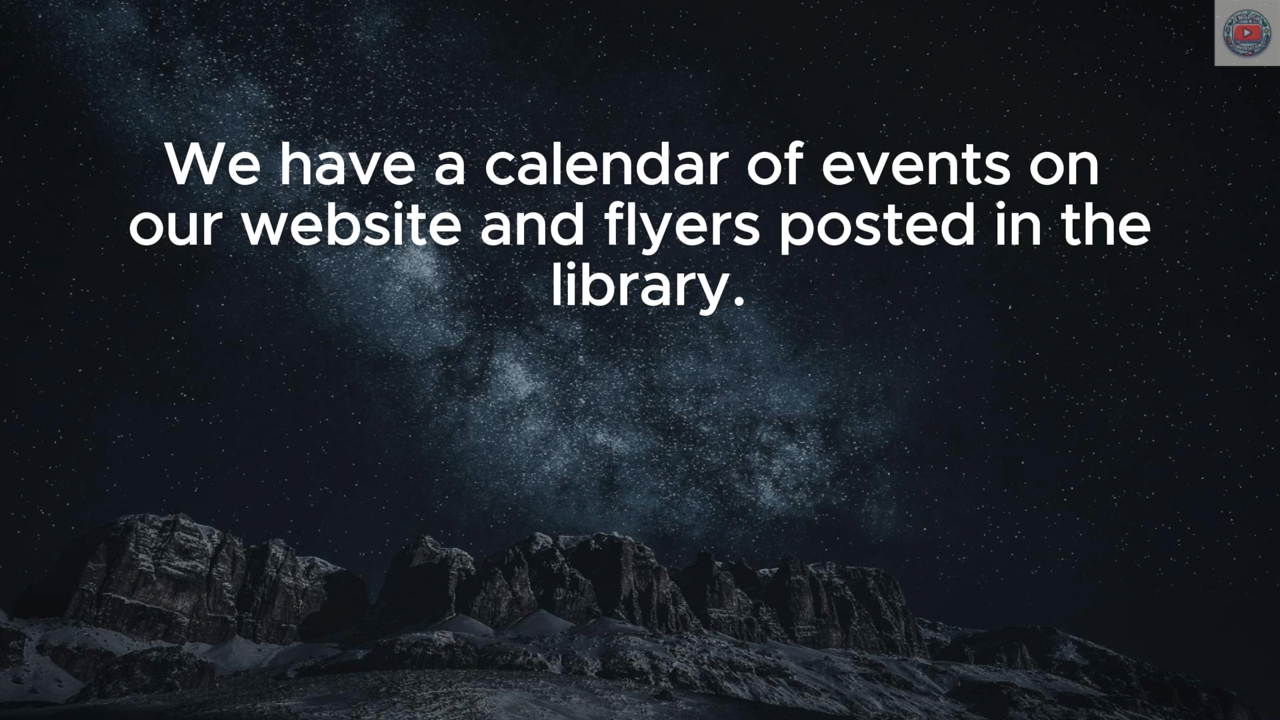 We have a calendar of events on
our website and flyers posted in the
library.